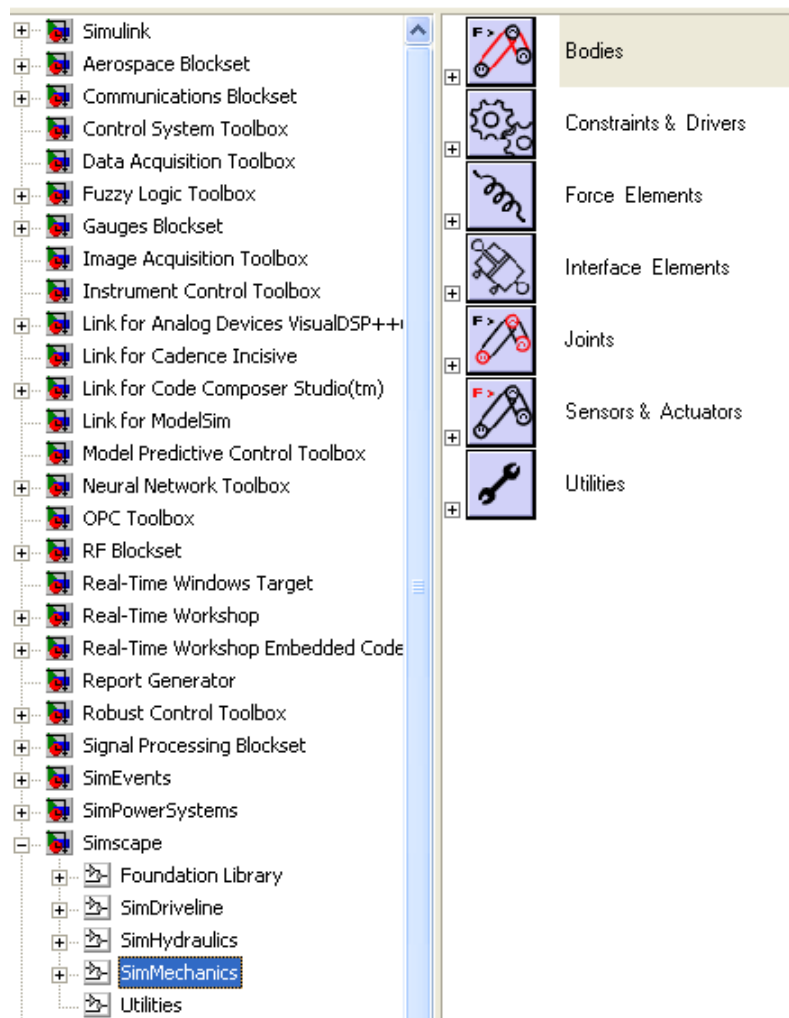 Simulink
Aerospace Blockset
Communications Blockset
Control System Toolbox
Data Acquisition Toolbox
Fuzzy Logic Toolbox
Gauges Blockset
Image Acquisition Toolbox
Instrument Control Toolbox
Link for Analog Devices VisualDSP++(
Link for Cadence Incisive
Link for Code Composer Studio(tm)
Link for ModelSim
Model Predictive Control Toolbox
Neural Network Toolbox
OPC Toolbox
RF Blockset
Real-Time Windows Target
Real-Time Workshop
Real-Time Workshop Embedded Code
Report Generator
Robust Control Toolbox
Signal Processing Blockset
SimEvents
SimPowerSystems
Simscape
Foundation Library
SimDriveline
SimHydraulics
SimMechanics
Utilities
F> Bodies
Constraints & Drivers
Force Elements
Interface Elements
F> Joints
F> Sensors & Actuators
Utilities